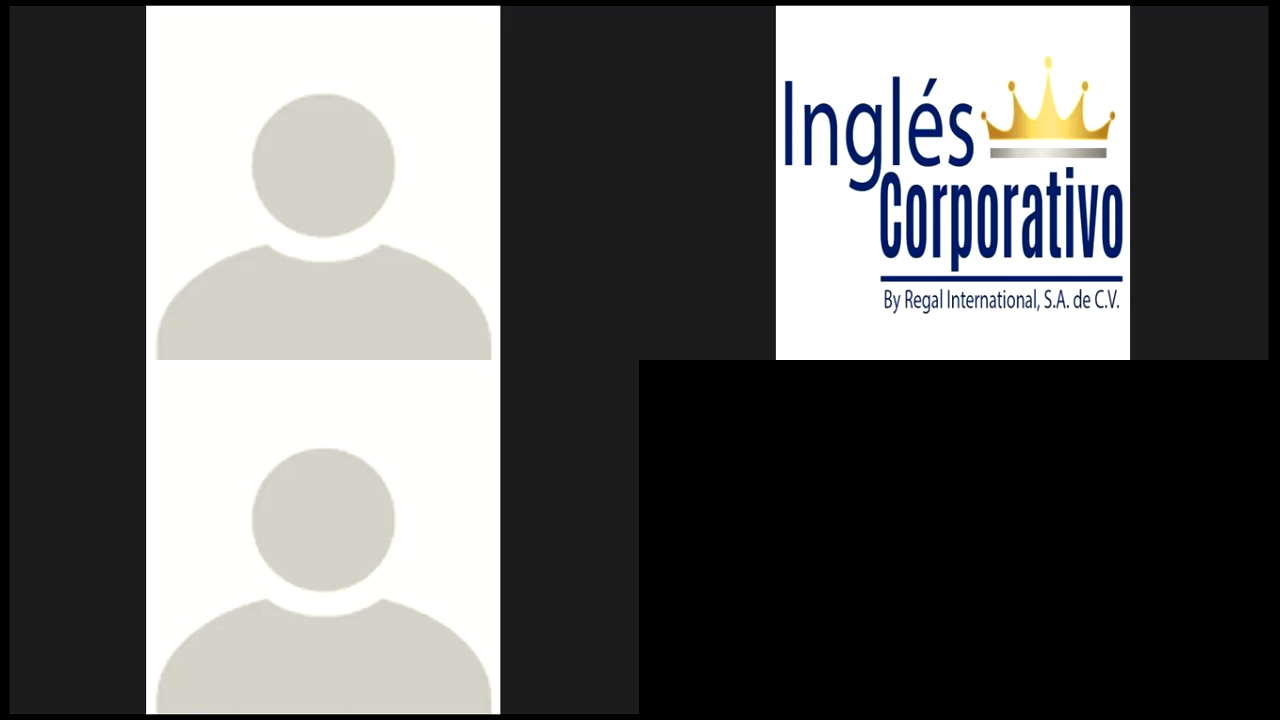 Inglés
Corporativo
By Regal International, S.A. de C.V.